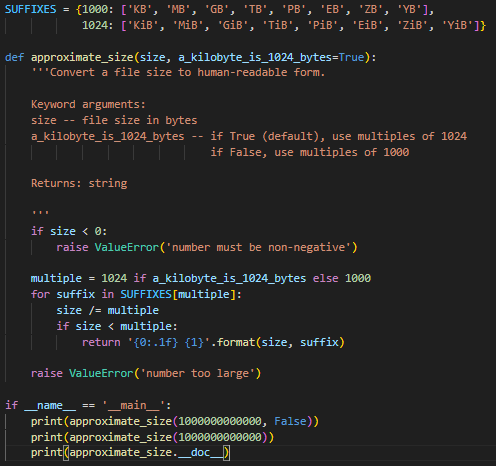 SUFFIXES = {1000: ['KB', 'MB', 'GB', 'TB', 'PB', 'EB', 'ZB', 'YB'],
            1024: ['KiB', 'MiB', 'GiB', 'TiB', 'PiB', 'EiB', 'ZiB', 'YiB']}

def approximate_size(size, a_kilobyte_is_1024_bytes=True):
    '''Convert a file size to human-readable form.

    Keyword arguments:
    size -- file size in bytes
    a_kilobyte_is_1024_bytes -- if True (default), use multiples of 1024
                                if False, use multiples of 1000

    Returns: string

    '''
    if size < 0:
        raise ValueError('number must be non-negative')

    multiple = 1024 if a_kilobyte_is_1024_bytes else 1000
    for suffix in SUFFIXES[multiple]:
        size /= multiple
        if size < multiple:
            return '{0:.1f} {1}'.format(size, suffix)

    raise ValueError('number too large')

if __name__ == '__main__':
    print(approximate_size(1000000000000, False))
    print(approximate_size(1000000000000))
    print(approximate_size.__doc__)